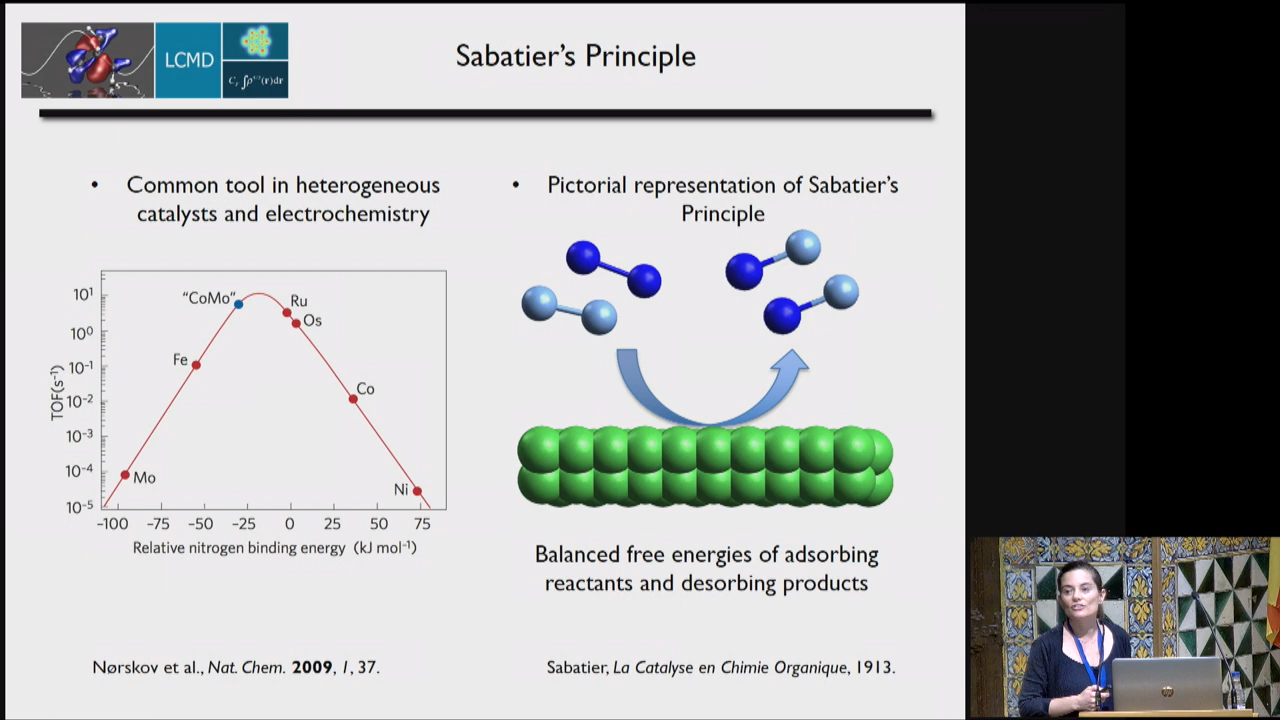 LCMD
C, ∫ρ⁽ʳ⁾(r)dr
Sabatier’s Principle
• Common tool in heterogeneous
catalysts and electrochemistry
10¹
10⁰
10⁻¹
10⁻²
10⁻³
10⁻⁴
10⁻⁵
TOF(s⁻¹)
“CoMo”
Ru
Os
Fe
Co
Mo
Ni
-100 -75 -50 -25 0 25 50 75
Relative nitrogen binding energy (kJ mol⁻¹)
Nørskov et al., Nat. Chem. 2009, 1, 37.
• Pictorial representation of Sabatier’s
Principle
Balanced free energies of adsorbing
reactants and desorbing products
Sabatier, La Catalyse en Chimie Organique, 1913.
hp